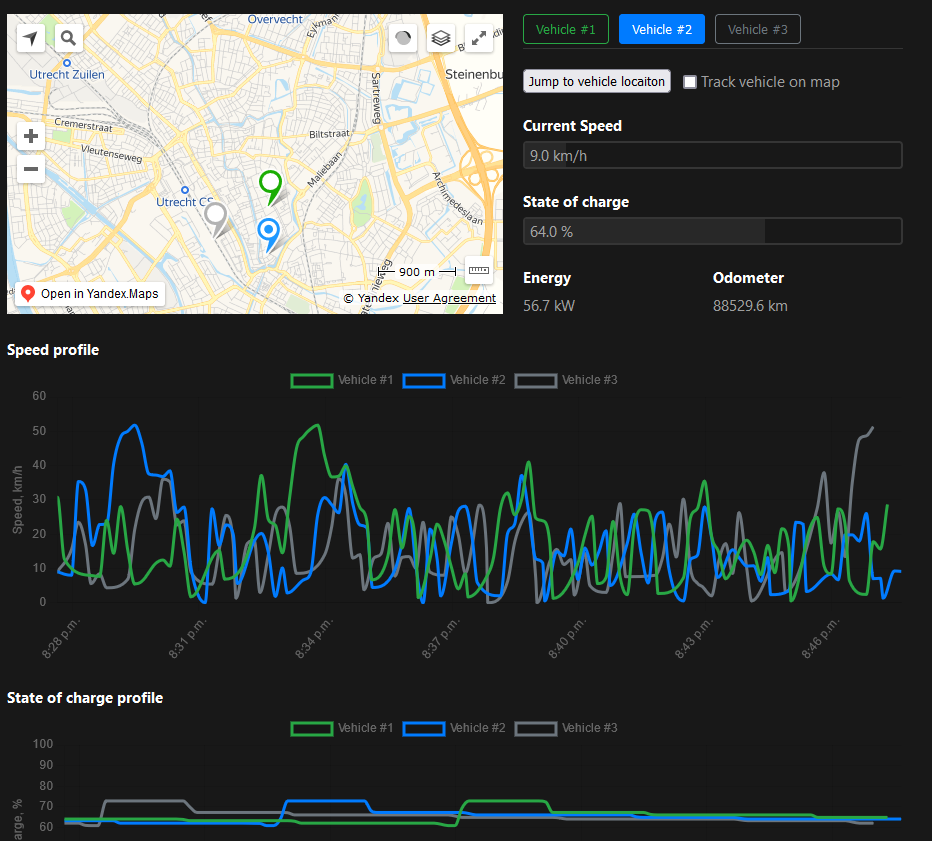 Overvecht
Eykmanl
Utrecht Zuilen
Steinenbu
Sartreweg
Cremerstraat
Vleutenseweg
Biltstraat
Maliebaan
Archimedeslaan
Utrecht CS
900 m
Open in Yandex.Maps
© Yandex User Agreement
Vehicle #1 Vehicle #2 Vehicle #3
Jump to vehicle locaiton Track vehicle on map
Current Speed
9.0 km/h
State of charge
64.0 %
Energy Odometer
56.7 kW 88529.6 km
Speed profile
Vehicle #1 Vehicle #2 Vehicle #3
Speed, km/h
60
50
40
30
20
10
0
8:28 p.m. 8:31 p.m. 8:34 p.m. 8:37 p.m. 8:40 p.m. 8:43 p.m. 8:46 p.m.
State of charge profile
Vehicle #1 Vehicle #2 Vehicle #3
arge, %
100
90
80
70
60